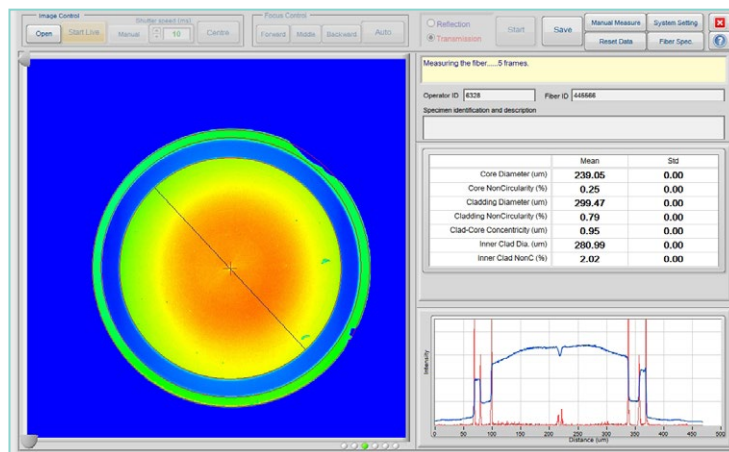 Image Control
Shutter speed (ms)
Open
Start Live
Manual
10
Centre
Focus Control
Forward
Middle
Backward
Auto
Reflection
Transmission
Start
Save
Manual Measure
System Setting
Reset Data
Fiber Spec.
Measuring the fiber.....5 frames.
Operator ID 6328 Fiber ID 446666
Specimen identification and description
Mean Std
Core Diameter (um) 239.05 0.00
Core NonCircularity (%) 0.25 0.00
Cladding Diameter (um) 299.47 0.00
Cladding NonCircularity (%) 0.79 0.00
Clad-Core Concentricity (um) 0.95 0.00
Inner Clad Dia. (um) 280.99 0.00
Inner Clad NonC (%) 2.02 0.00
Intensity
0 50 100 150 200 250 300 350 400 450 500
Distance (um)